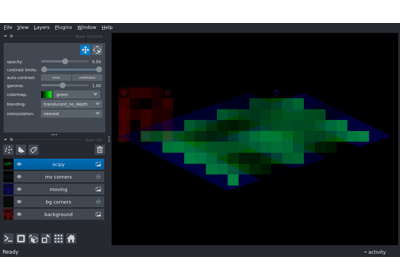 File View Layers Plugins Window Help
opacity: 0.50
contrast limits:
auto-contrast: once continuous
gamma: 1.00
colormap: green
blending: translucent_no_depth
interpolation: nearest
scipy
mv corners
moving
bg corners
background
Ready activity